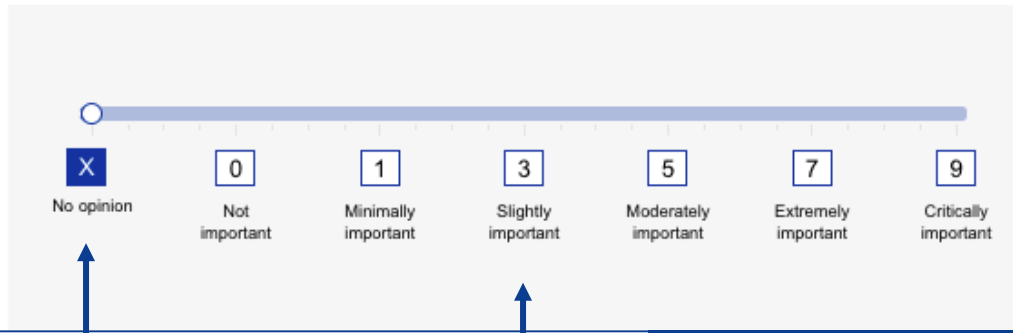 X 0 1 3 5 7 9
No opinion Not important Minimally important Slightly important Moderately important Extremely important Critically important